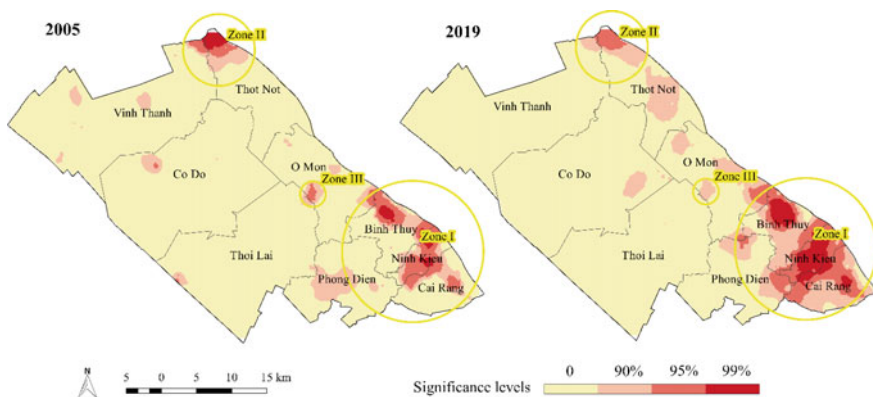 2005
Zone II
Thot Not
Vinh Thanh
Co Do
O Mon
Zone III
Binh Thuy
Zone I
Thoi Lai
Ninh Kieu
Phong Dien
Cai Rang
2019
Zone II
Thot Not
Vinh Thanh
O Mon
Co Do
Zone III
Binh Thuy
Zone I
Thoi Lai
Ninh Kieu
Phong Dien
Cai Rang
N
5 0 5 10 15 km
Significance levels
0 90% 95% 99%